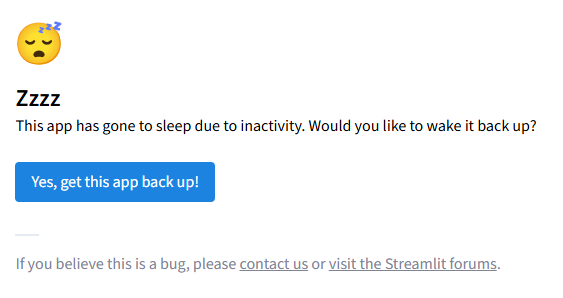 Zzzz
This app has gone to sleep due to inactivity. Would you like to wake it back up?
Yes, get this app back up!
If you believe this is a bug, please contact us or visit the Streamlit forums.